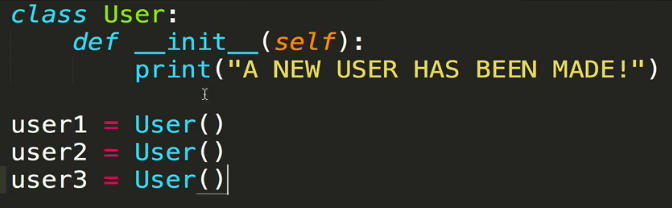 class User:
    def __init__(self):
        print("A NEW USER HAS BEEN MADE!")
user1 = User()
user2 = User()
user3 = User()